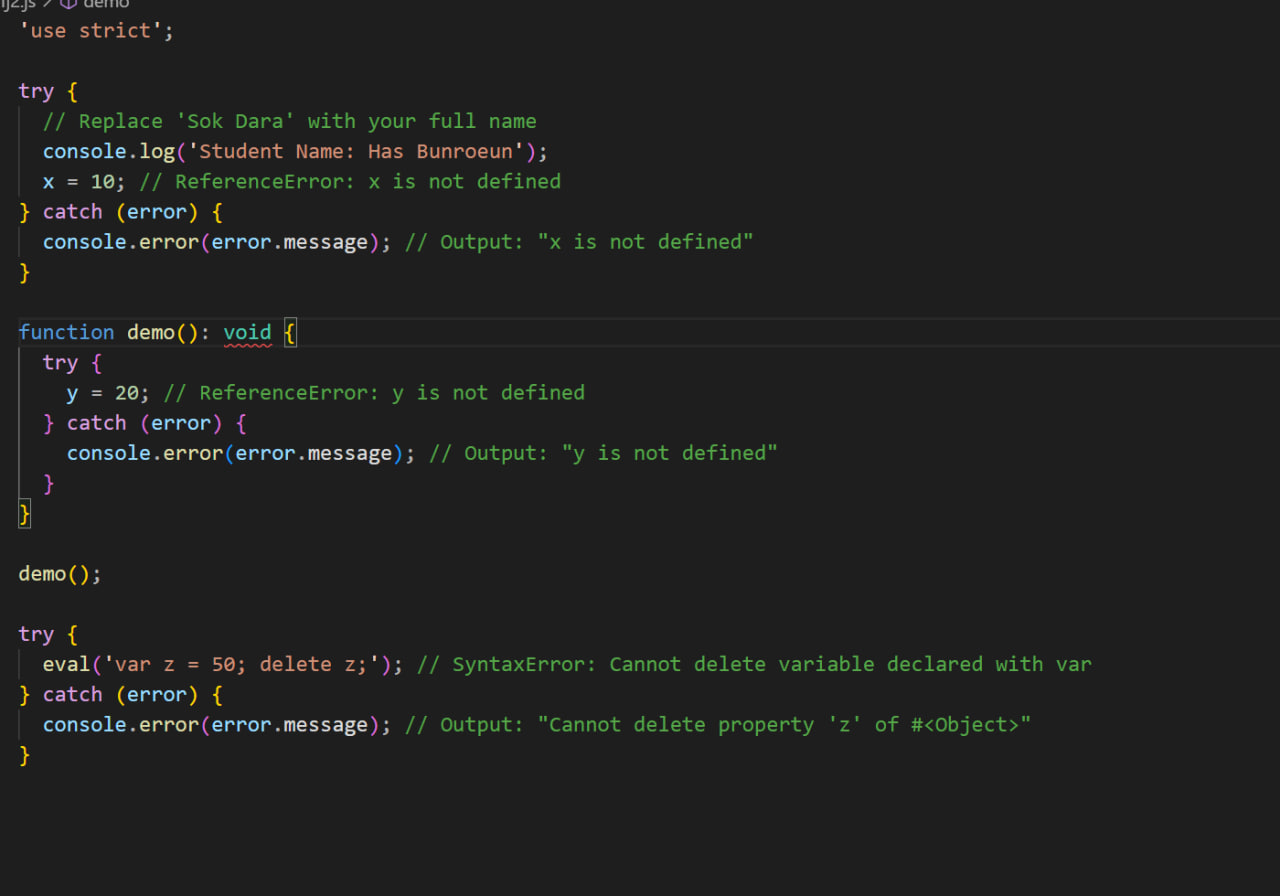 j2.js > demo
'use strict';
try {
// Replace 'Sok Dara' with your full name
console.log('Student Name: Has Bunroeun');
x = 10; // ReferenceError: x is not defined
} catch (error) {
console.error(error.message); // Output: "x is not defined"
}
function demo(): void {
try {
y = 20; // ReferenceError: y is not defined
} catch (error) {
console.error(error.message); // Output: "y is not defined"
}
}
demo();
try {
eval('var z = 50; delete z;'); // SyntaxError: Cannot delete variable declared with var
} catch (error) {
console.error(error.message); // Output: "Cannot delete property 'z' of #<Object>"
}